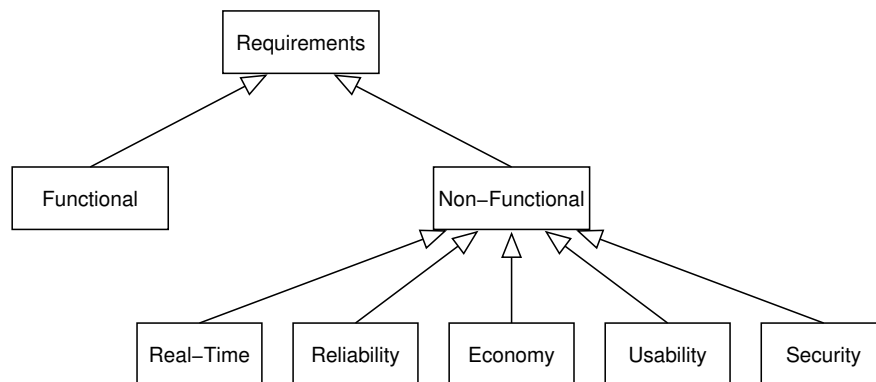 Requirements
Functional
Non−Functional
Real−Time
Reliability
Economy
Usability
Security